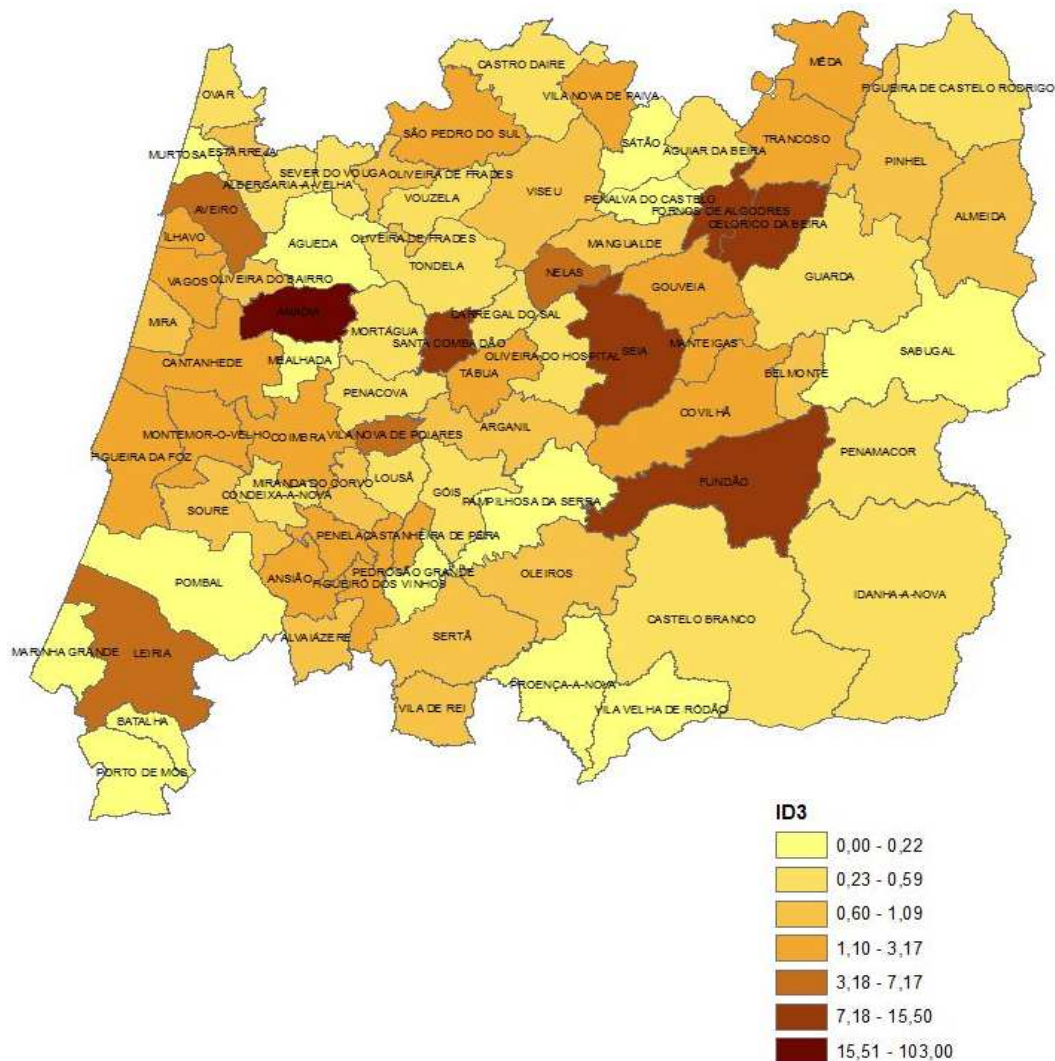 CASTRO DAIRE
MÊDA
OVAR
VILA NOVA DE PAIVA
FIGUEIRA DE CASTELO RODRIGO
SÃO PEDRO DO SUL
TRANCOSO
MURTOSA
ESTARREJA
SÁTÃO
AGUIAR DA BEIRA
PINHEL
SEVER DO VOUGA
OLIVEIRA DE FRADES
ALBERGARIA-A-VELHA
VISEU
VOUZELA
PENALVA DO CASTELO
AVEIRO
FORNOS DE ALGODRES
ALMEIDA
CELORICO DA BEIRA
ÍLHAVO
ÁGUEDA
OLIVEIRA DE FRADES
MANGUALDE
TONDELA
NELAS
GUARDA
VAGOS
OLIVEIRA DO BAIRRO
GOUVEIA
ANADIA
CARREGAL DO SAL
MIRA
MORTÁGUA
SANTA COMBA DÃO
SEIA
MANTEIGAS
SABUGAL
MEALHADA
OLIVEIRA DO HOSPITAL
CANTANHEDE
TÁBUA
BELMONTE
PENACOVA
COVILHÃ
ARGANIL
MONTEMOR-O-VELHO
COIMBRA
VILA NOVA DE POIARES
PENAMACOR
FIGUEIRA DA FOZ
LOUSÃ
MIRANDA DO CORVO
FUNDÃO
GÓIS
CONDEIXA-A-NOVA
PAMPILHOSA DA SERRA
SOURE
PENELA
CASTANHEIRA DE PÊRA
OLEIROS
PEDRÓGÃO GRANDE
ANSIÃO
POMBAL
FIGUEIRÓ DOS VINHOS
IDANHA-A-NOVA
CASTELO BRANCO
ALVAIÁZERE
SERTÃ
MARINHA GRANDE
LEIRIA
PROENÇA-A-NOVA
VILA DE REI
VILA VELHA DE RÓDÃO
BATALHA
PORTO DE MÓS
ID3
0,00 - 0,22
0,23 - 0,59
0,60 - 1,09
1,10 - 3,17
3,18 - 7,17
7,18 - 15,50
15,51 - 103,00